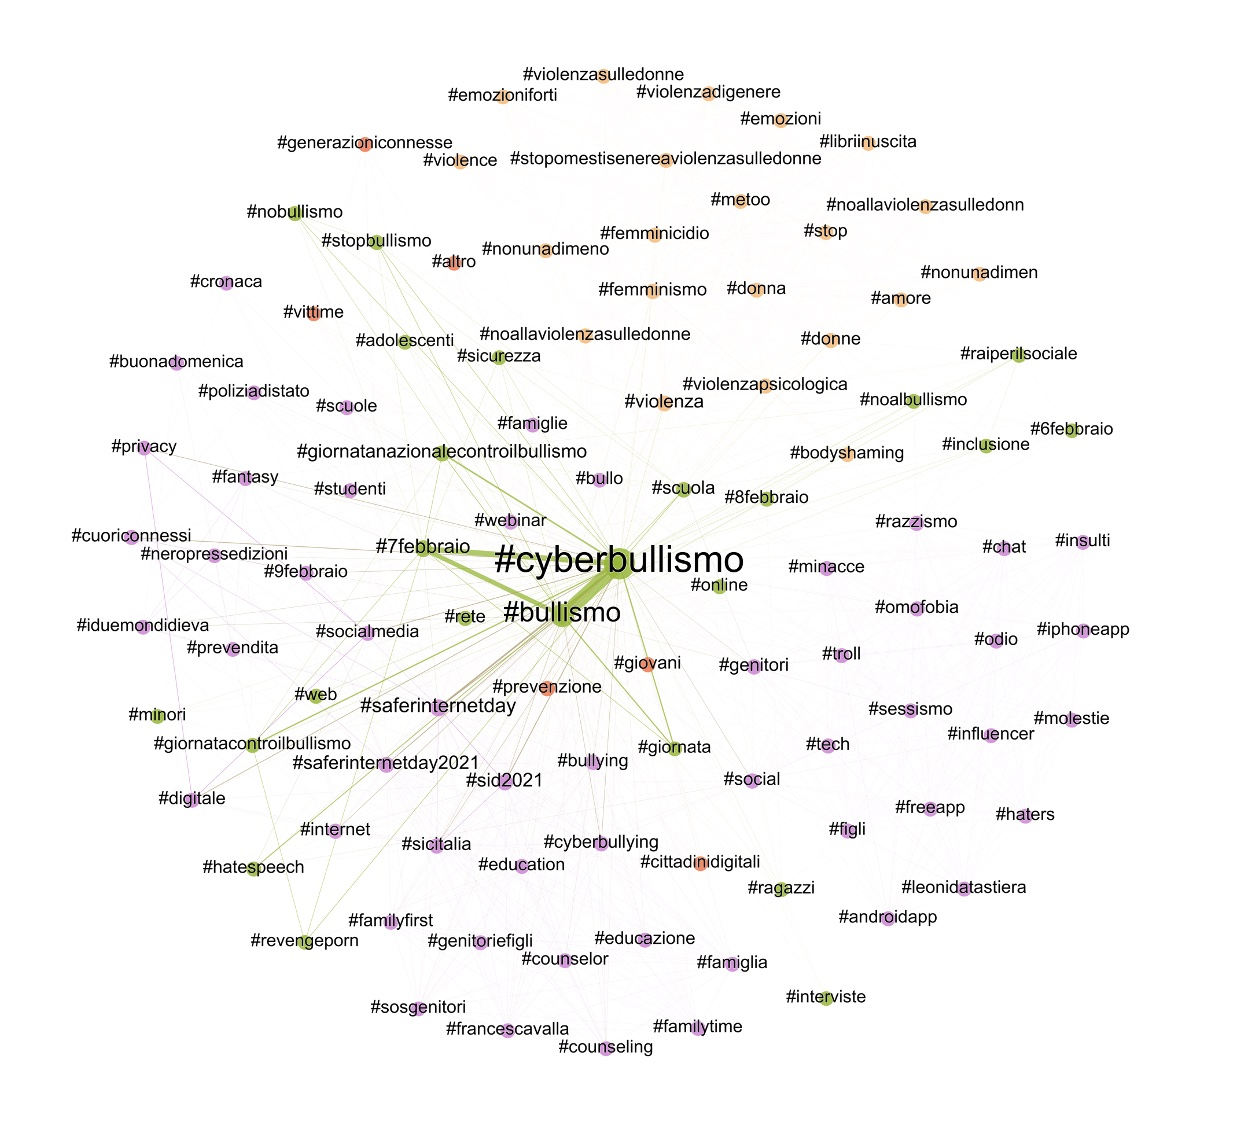 #violenzasulledonne
#emozioniforti
#violenzadigenere
#emozioni
#generazioniconnesse
#libriinuscita
#violence
#stopomestisenereaviolenzasulledonne
#metoo
#noallaviolenzasulledonn
#nobullismo
#stopbullismo
#femminicidio
#stop
#nonunadimeno
#altro
#nonunadimen
#cronaca
#femminismo
#donna
#amore
#vittime
#adolescenti
#noallaviolenzasulledonne
#donne
#sicurezza
#raiperilsociale
#buonadomenica
#poliziadistato
#violenzapsicologica
#scuole
#violenza
#noalbullismo
#famiglie
#6febbraio
#privacy
#giornatanazionalecontroilbullismo
#inclusione
#bodyshaming
#fantasy
#studenti
#bullo
#scuola
#8febbraio
#webinar
#razzismo
#cuoriconnessi
#neropressedizioni
#7febbraio
#cyberbullismo
#chat
#insulti
#9febbraio
#minacce
#online
#bullismo
#rete
#omofobia
#iduemondidieva
#socialmedia
#iphoneapp
#prevendita
#odio
#giovani
#genitori
#troll
#web
#prevenzione
#saferinternetday
#minori
#sessismo
#molestie
#giornatacontroilbullismo
#giornata
#tech
#influencer
#saferinternetday2021
#bullying
#sid2021
#social
#digitale
#freeapp
#haters
#internet
#sicitalia
#cyberbullying
#figli
#hatespeech
#education
#cittadinidigitali
#ragazzi
#leonidatastiera
#familyfirst
#androidapp
#revengeporn
#genitoriefigli
#educazione
#counselor
#famiglia
#sosgenitori
#interviste
#francescavalla
#familytime
#counseling